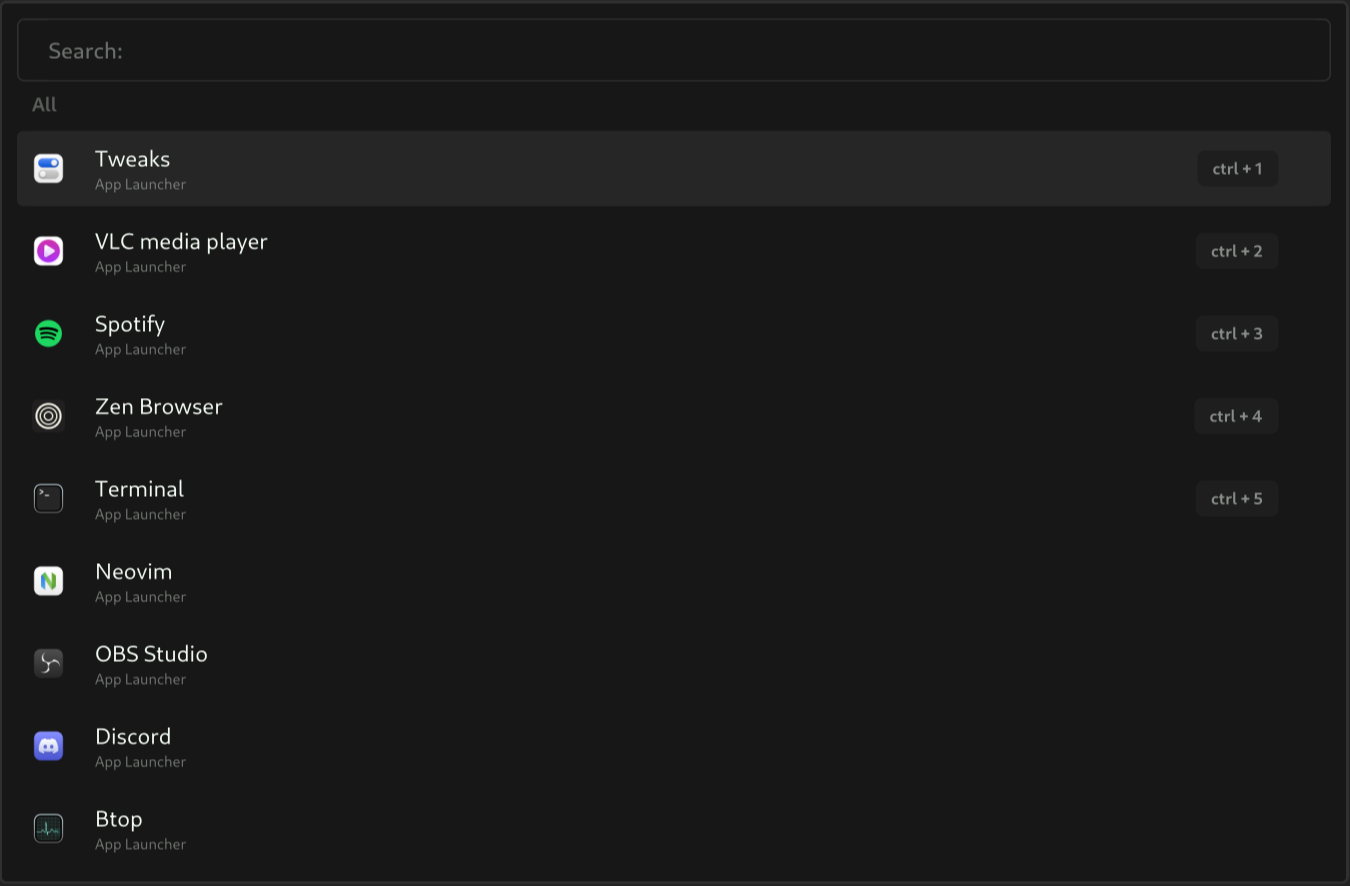 Search:
All
Tweaks
App Launcher
ctrl + 1
VLC media player
App Launcher
ctrl + 2
Spotify
App Launcher
ctrl + 3
Zen Browser
App Launcher
ctrl + 4
Terminal
App Launcher
ctrl + 5
Neovim
App Launcher
OBS Studio
App Launcher
Discord
App Launcher
Btop
App Launcher